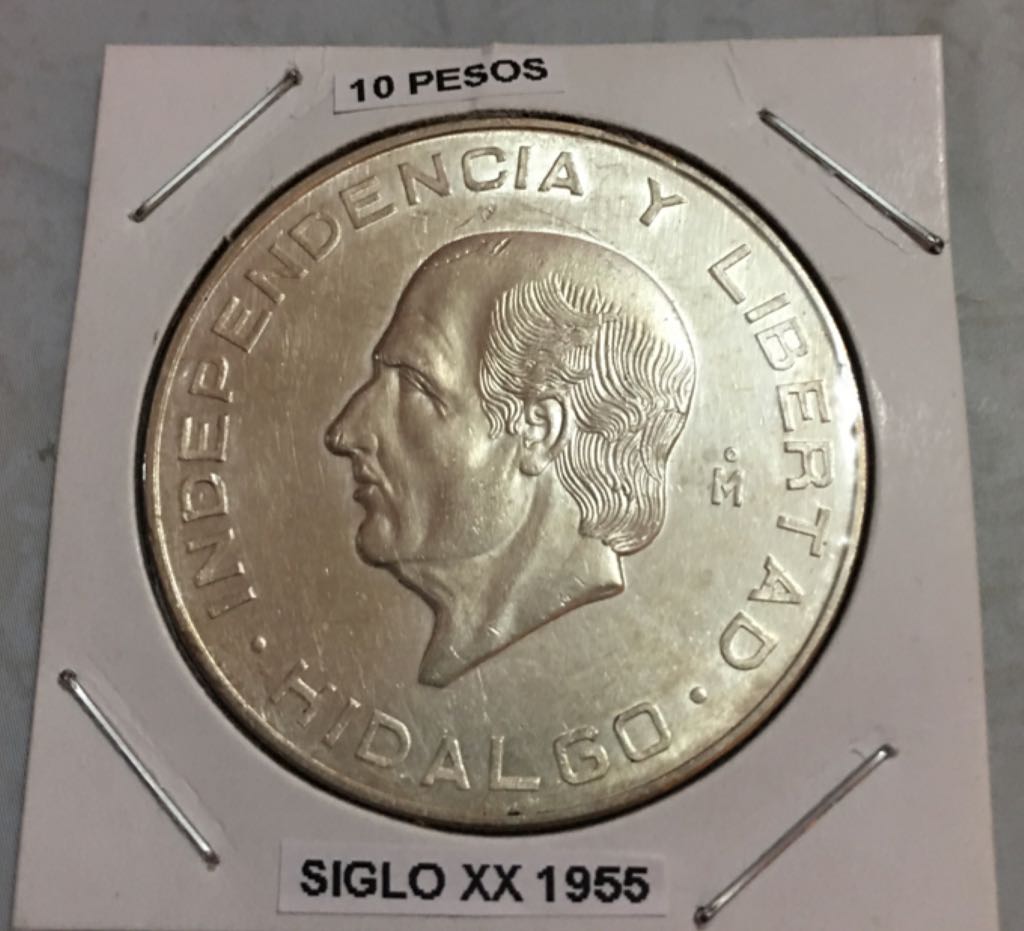 10 PESOS
INDEPENDENCIA Y LIBERTAD
M
· HIDALGO ·
SIGLO XX 1955